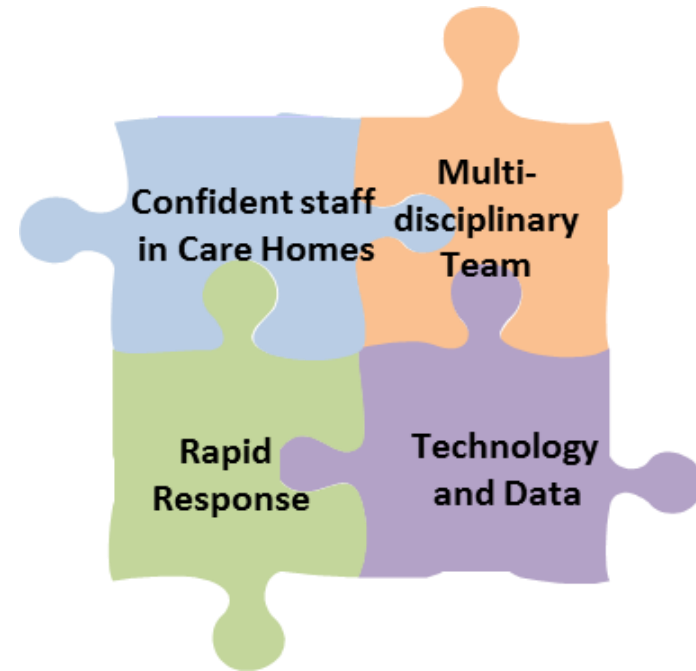 Confident staff
in Care Homes
Multi-
disciplinary
Team
Rapid
Response
Technology
and Data